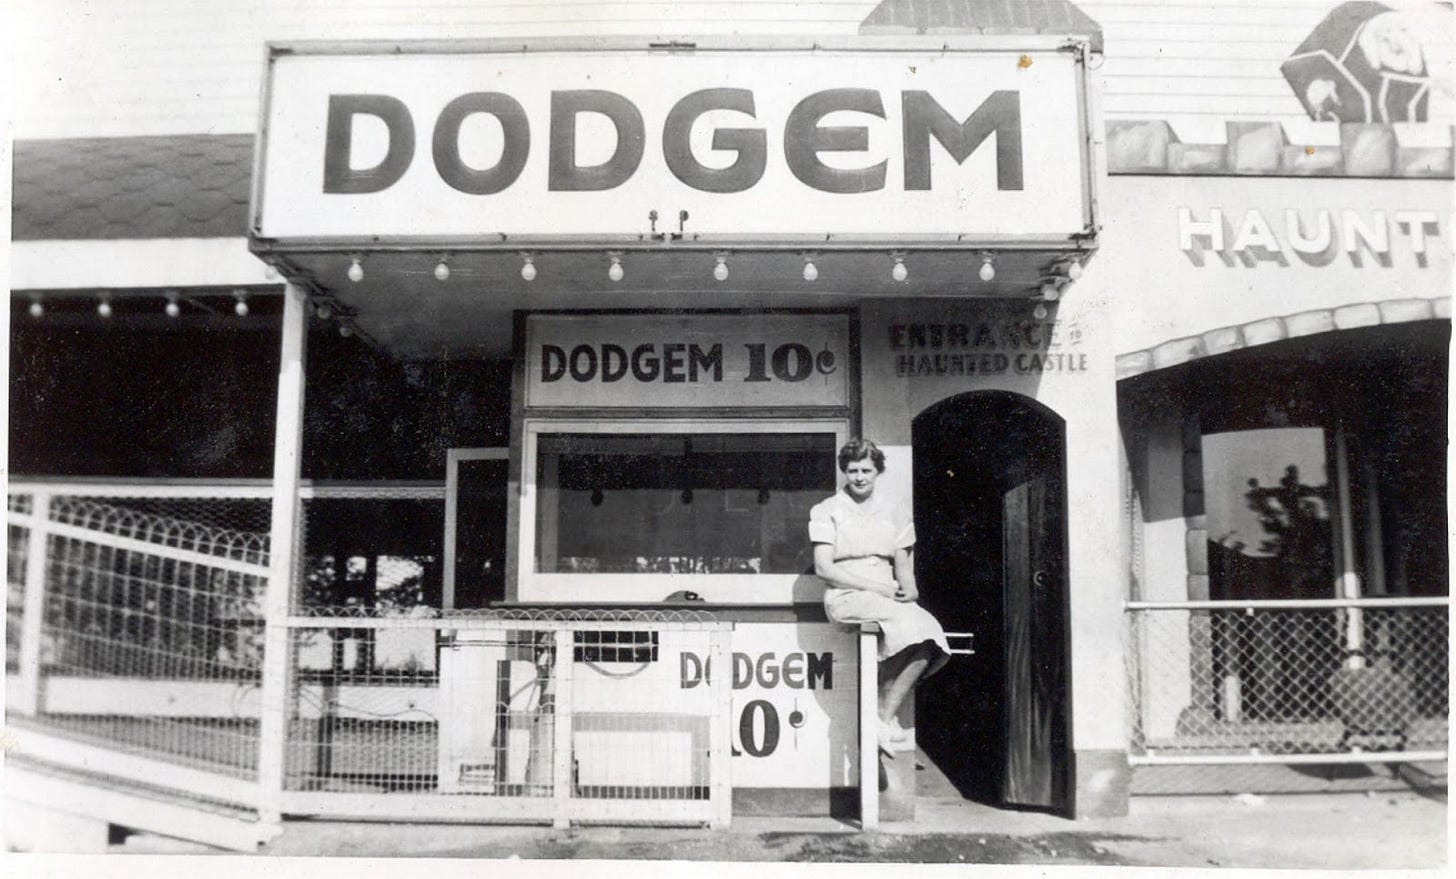 DODGEM
DODGEM 10¢
ENTRANCE TO
HAUNTED CASTLE
HAUNT
DODGEM
10¢